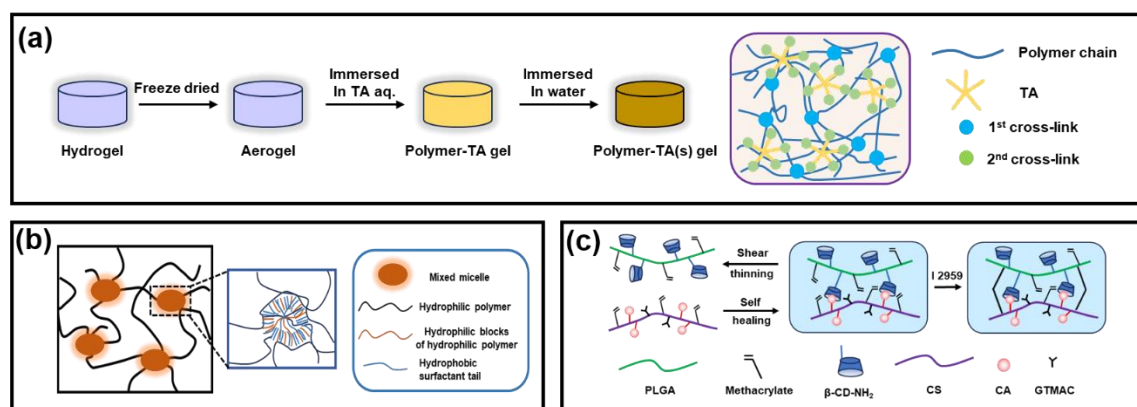 (a)
Freeze dried
Immersed
In TA aq.
Immersed
In water
Hydrogel
Aerogel
Polymer-TA gel
Polymer-TA(s) gel
Polymer chain
TA
1st cross-link
2nd cross-link
(b)
Mixed micelle
Hydrophilic polymer
Hydrophilic blocks
of hydrophilic polymer
Hydrophobic
surfactant tail
(c)
Shear
thinning
Self
healing
I 2959
PLGA
Methacrylate
β-CD-NH₂
CS
CA
GTMAC